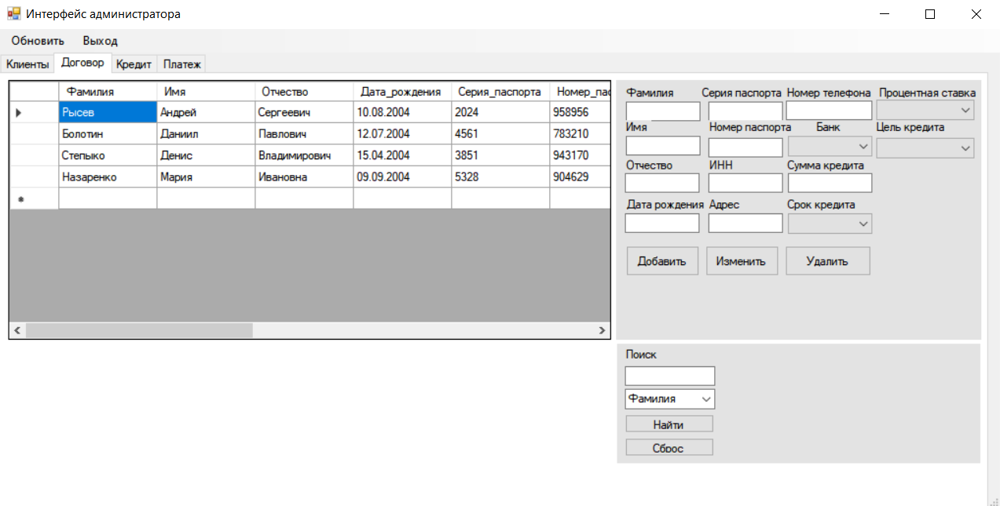 Интерфейс администратора
Обновить Выход
Клиенты Договор Кредит Платеж
Фамилия Имя Отчество Дата_рождения Серия_паспорта Номер_пас
Рысев Андрей Сергеевич 10.08.2004 2024 958956
Болотин Даниил Павлович 12.07.2004 4561 783210
Степыко Денис Владимирович 15.04.2004 3851 943170
Назаренко Мария Ивановна 09.09.2004 5328 904629
Фамилия Серия паспорта Номер телефона Процентная ставка
Имя Номер паспорта Банк Цель кредита
Отчество ИНН Сумма кредита
Дата рождения Адрес Срок кредита
Добавить Изменить Удалить
Поиск
Фамилия
Найти
Сброс